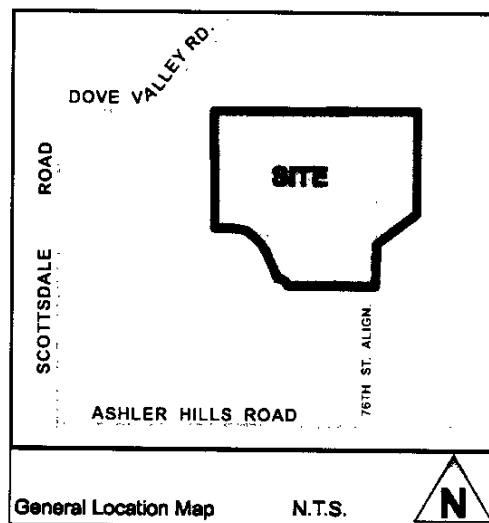 DOVE VALLEY RD.
SITE
SCOTTSDALE ROAD
76TH ST. ALIGN.
ASHLER HILLS ROAD
General Location Map N.T.S. N